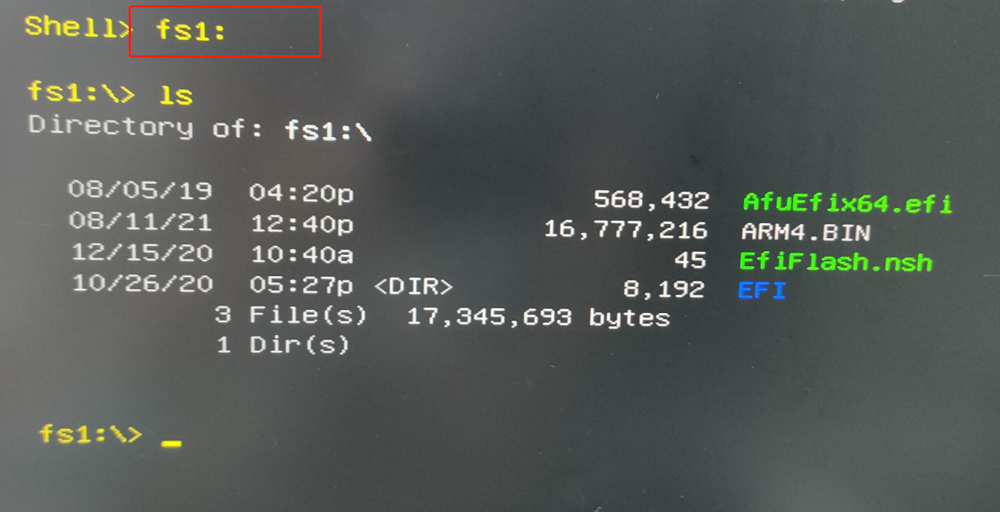 Shell> fs1:
fs1:\> ls
Directory of: fs1:\
08/05/19 04:20p 568,432 AfuEfix64.efi
08/11/21 12:40p 16,777,216 ARM4.BIN
12/15/20 10:40a 45 EfiFlash.nsh
10/26/20 05:27p <DIR> 8,192 EFI
3 File(s) 17,345,693 bytes
1 Dir(s)
fs1:\> _